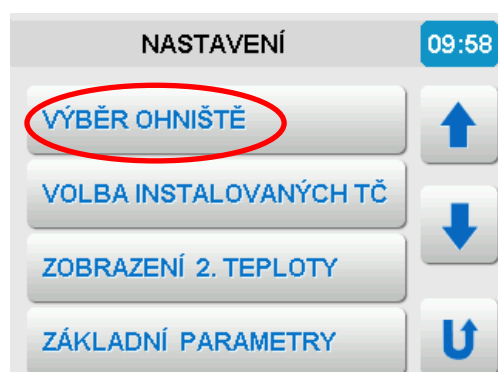 NASTAVENÍ
09:58
VÝBĚR OHNIŠTĚ
VOLBA INSTALOVANÝCH TČ
ZOBRAZENÍ 2. TEPLOTY
ZÁKLADNÍ PARAMETRY